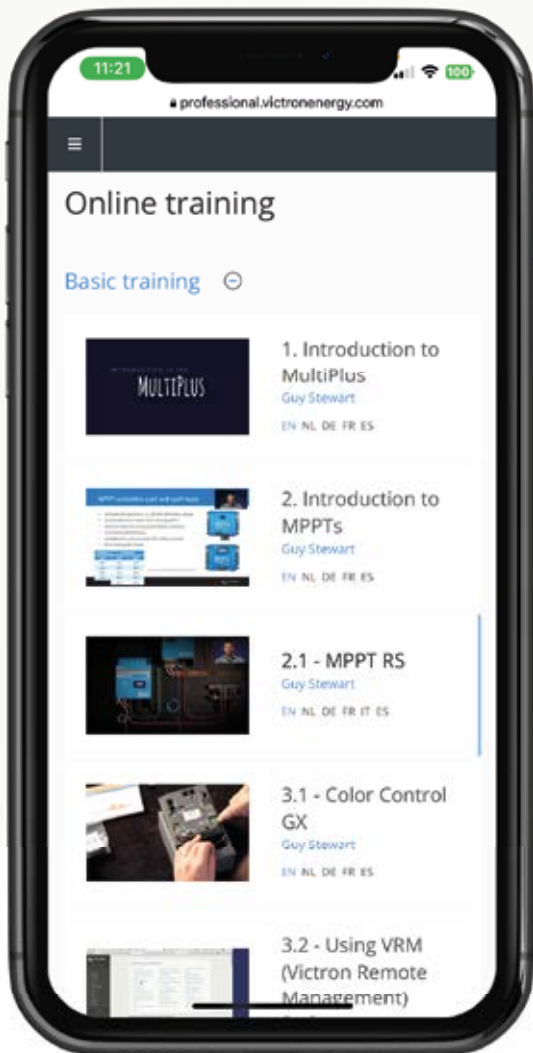 11:21
100
professional.victronenergy.com
Online training
Basic training
MULTIPLUS
1. Introduction to
MultiPlus
Guy Stewart
EN NL DE FR ES
2. Introduction to
MPPTs
Guy Stewart
EN NL DE FR ES
2.1 - MPPT RS
Guy Stewart
EN NL DE FR IT ES
3.1 - Color Control
GX
Guy Stewart
EN NL DE FR ES
3.2 - Using VRM
(Victron Remote
Management)